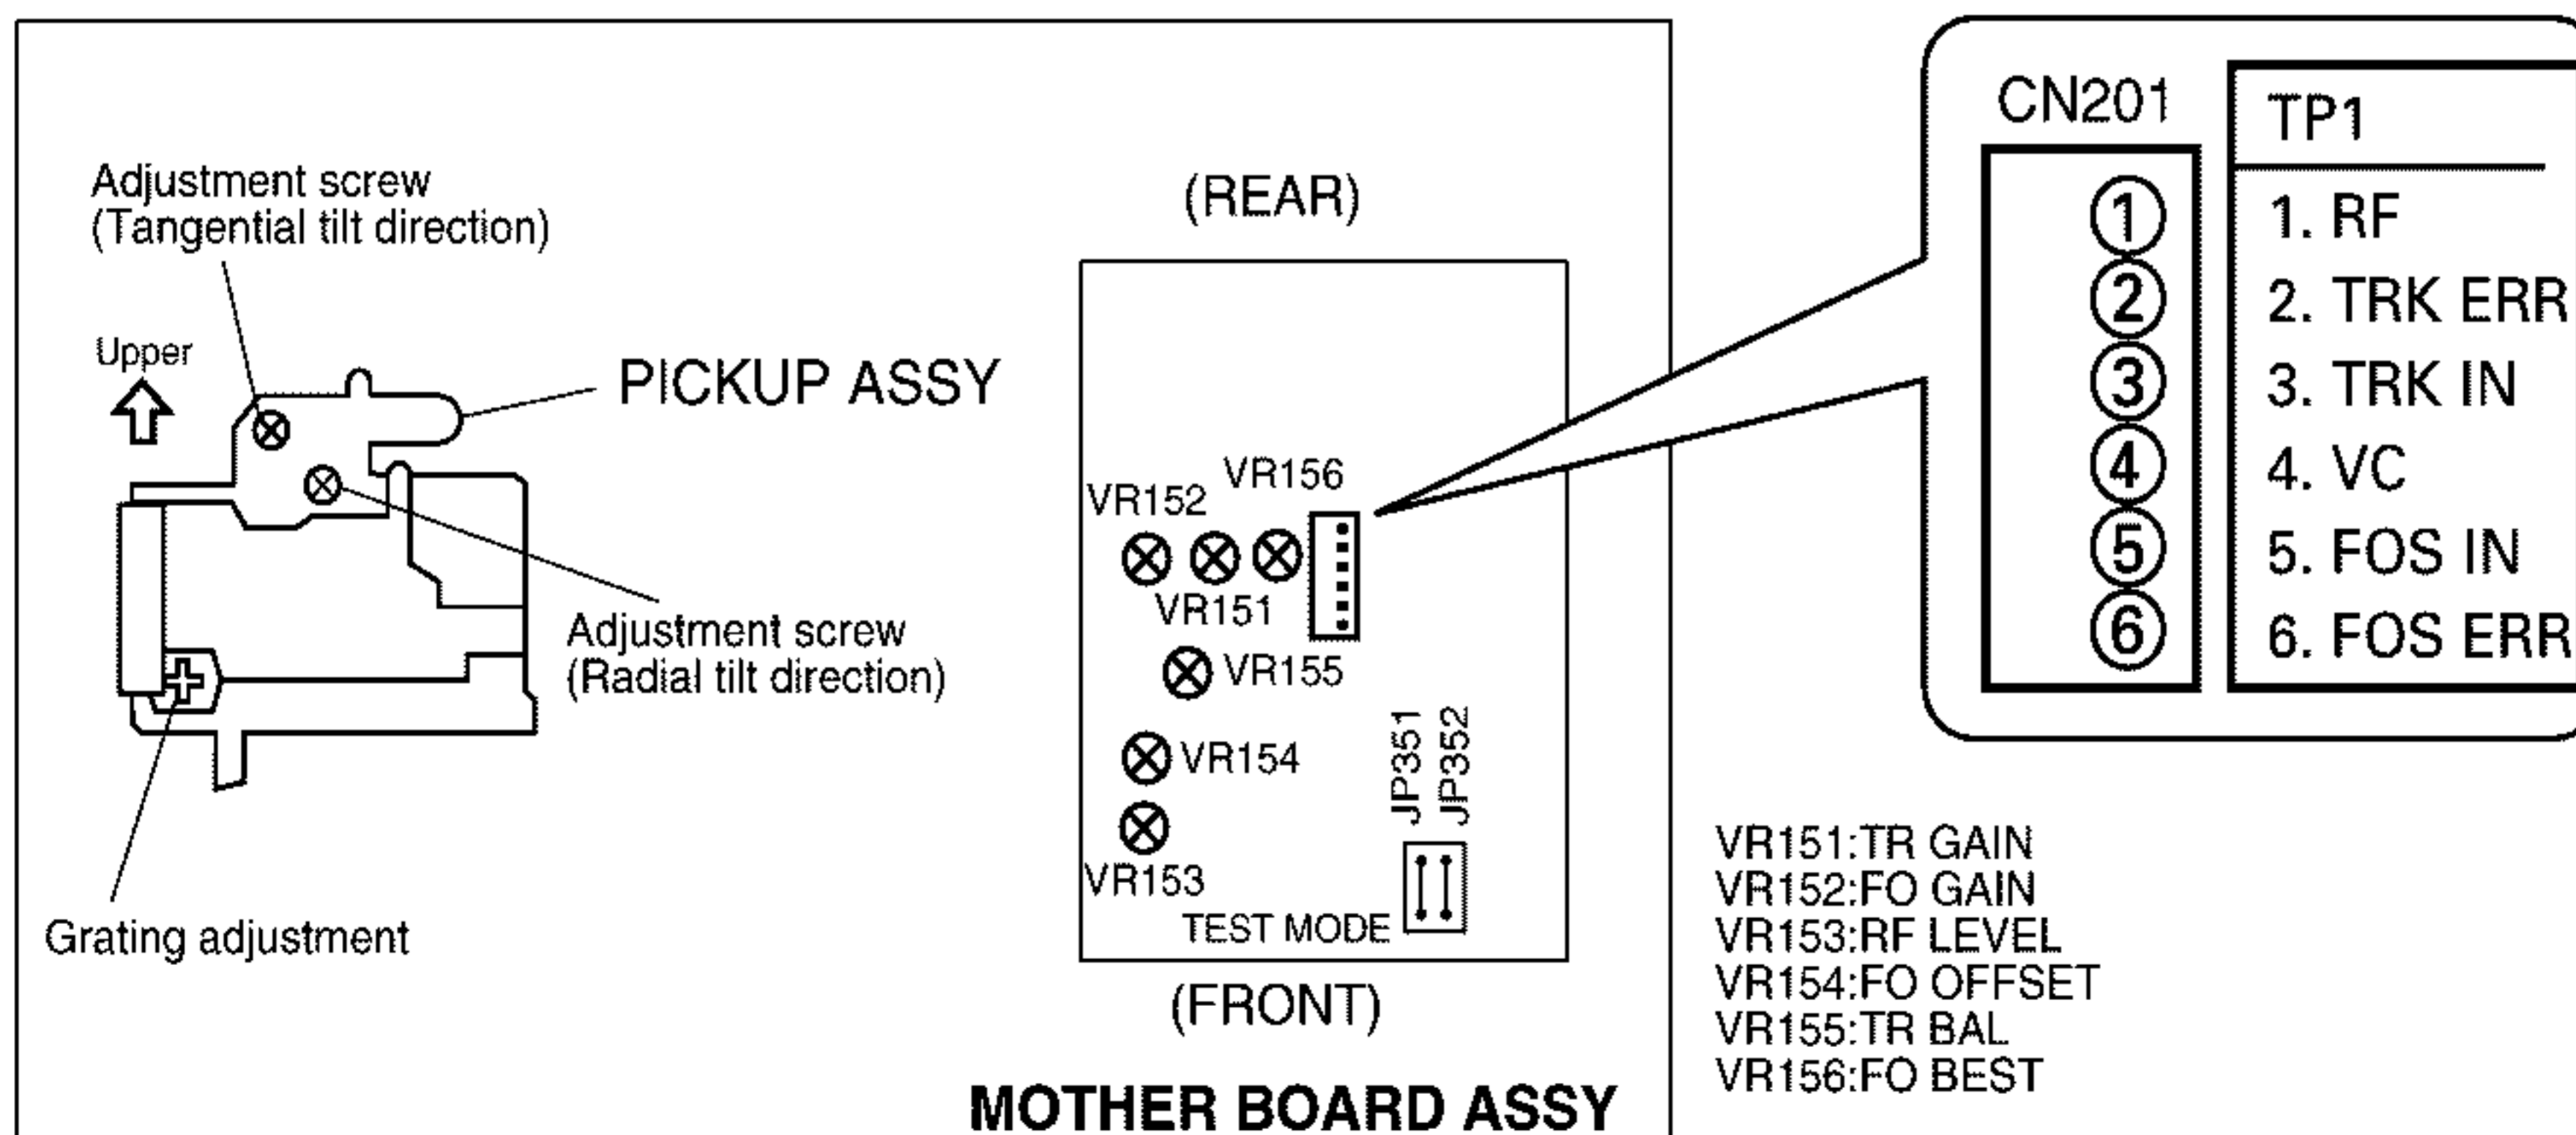 Adjustment screw
(Tangential tilt direction)
Upper
PICKUP ASSY
Adjustment screw
(Radial tilt direction)
Grating adjustment
(REAR)
VR152
VR156
VR151
VR155
VR154
VR153
JP351
JP352
TEST MODE
(FRONT)
MOTHER BOARD ASSY
CN201
1
2
3
4
5
6
TP1
1. RF
2. TRK ERR
3. TRK IN
4. VC
5. FOS IN
6. FOS ERR
VR151:TR GAIN
VR152:FO GAIN
VR153:RF LEVEL
VR154:FO OFFSET
VR155:TR BAL
VR156:FO BEST